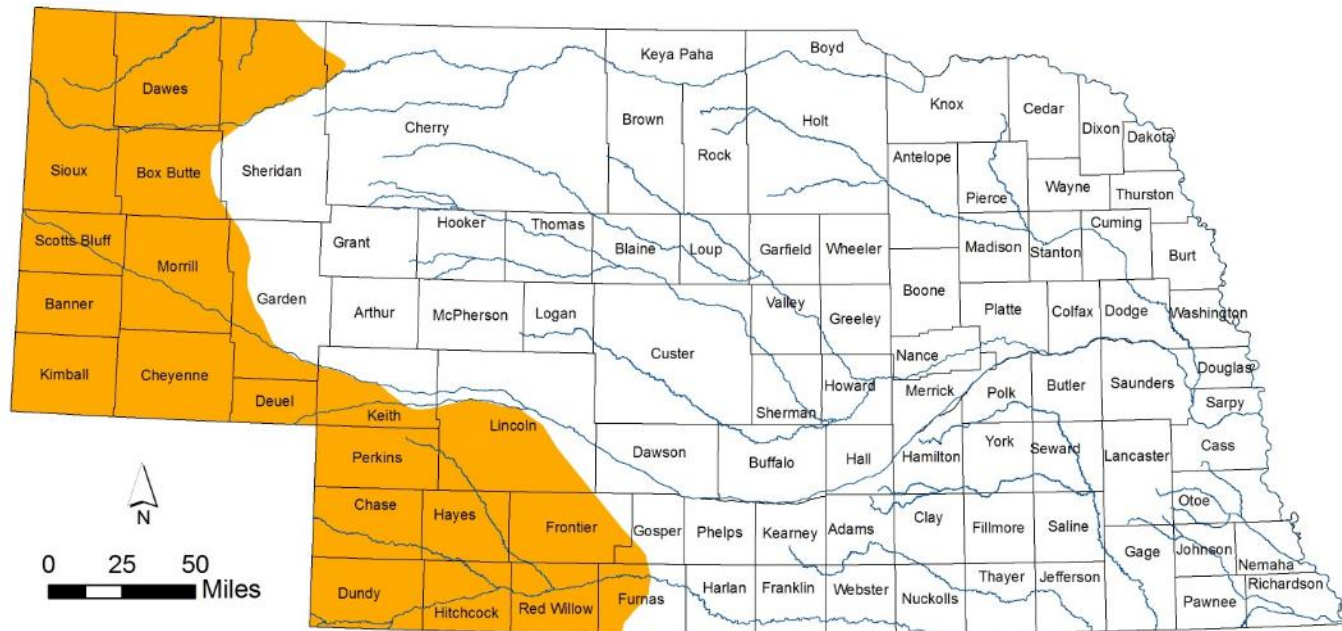 Boyd
Keya Paha
Dawes
Knox
Cedar
Brown
Holt
Cherry
Dixon
Dakota
Rock
Antelope
Sioux
Box Butte
Sheridan
Wayne
Pierce
Thurston
Hooker
Thomas
Cuming
Scotts Bluff
Grant
Blaine
Loup
Garfield
Wheeler
Madison
Stanton
Burt
Morrill
Boone
Banner
Garden
Valley
Arthur
McPherson
Logan
Greeley
Platte
Colfax
Dodge
Washington
Custer
Nance
Douglas
Kimball
Cheyenne
Howard
Merrick
Polk
Butler
Saunders
Deuel
Sarpy
Keith
Sherman
Lincoln
York
Seward
Cass
Perkins
Dawson
Buffalo
Hall
Hamilton
Lancaster
Chase
Otoe
Hayes
Clay
Frontier
Gosper
Phelps
Kearney
Adams
Fillmore
Saline
N
Gage
Johnson
0 25 50
Miles
Nemaha
Thayer
Jefferson
Richardson
Dundy
Harlan
Franklin
Webster
Hitchcock
Red Willow
Furnas
Nuckolls
Pawnee